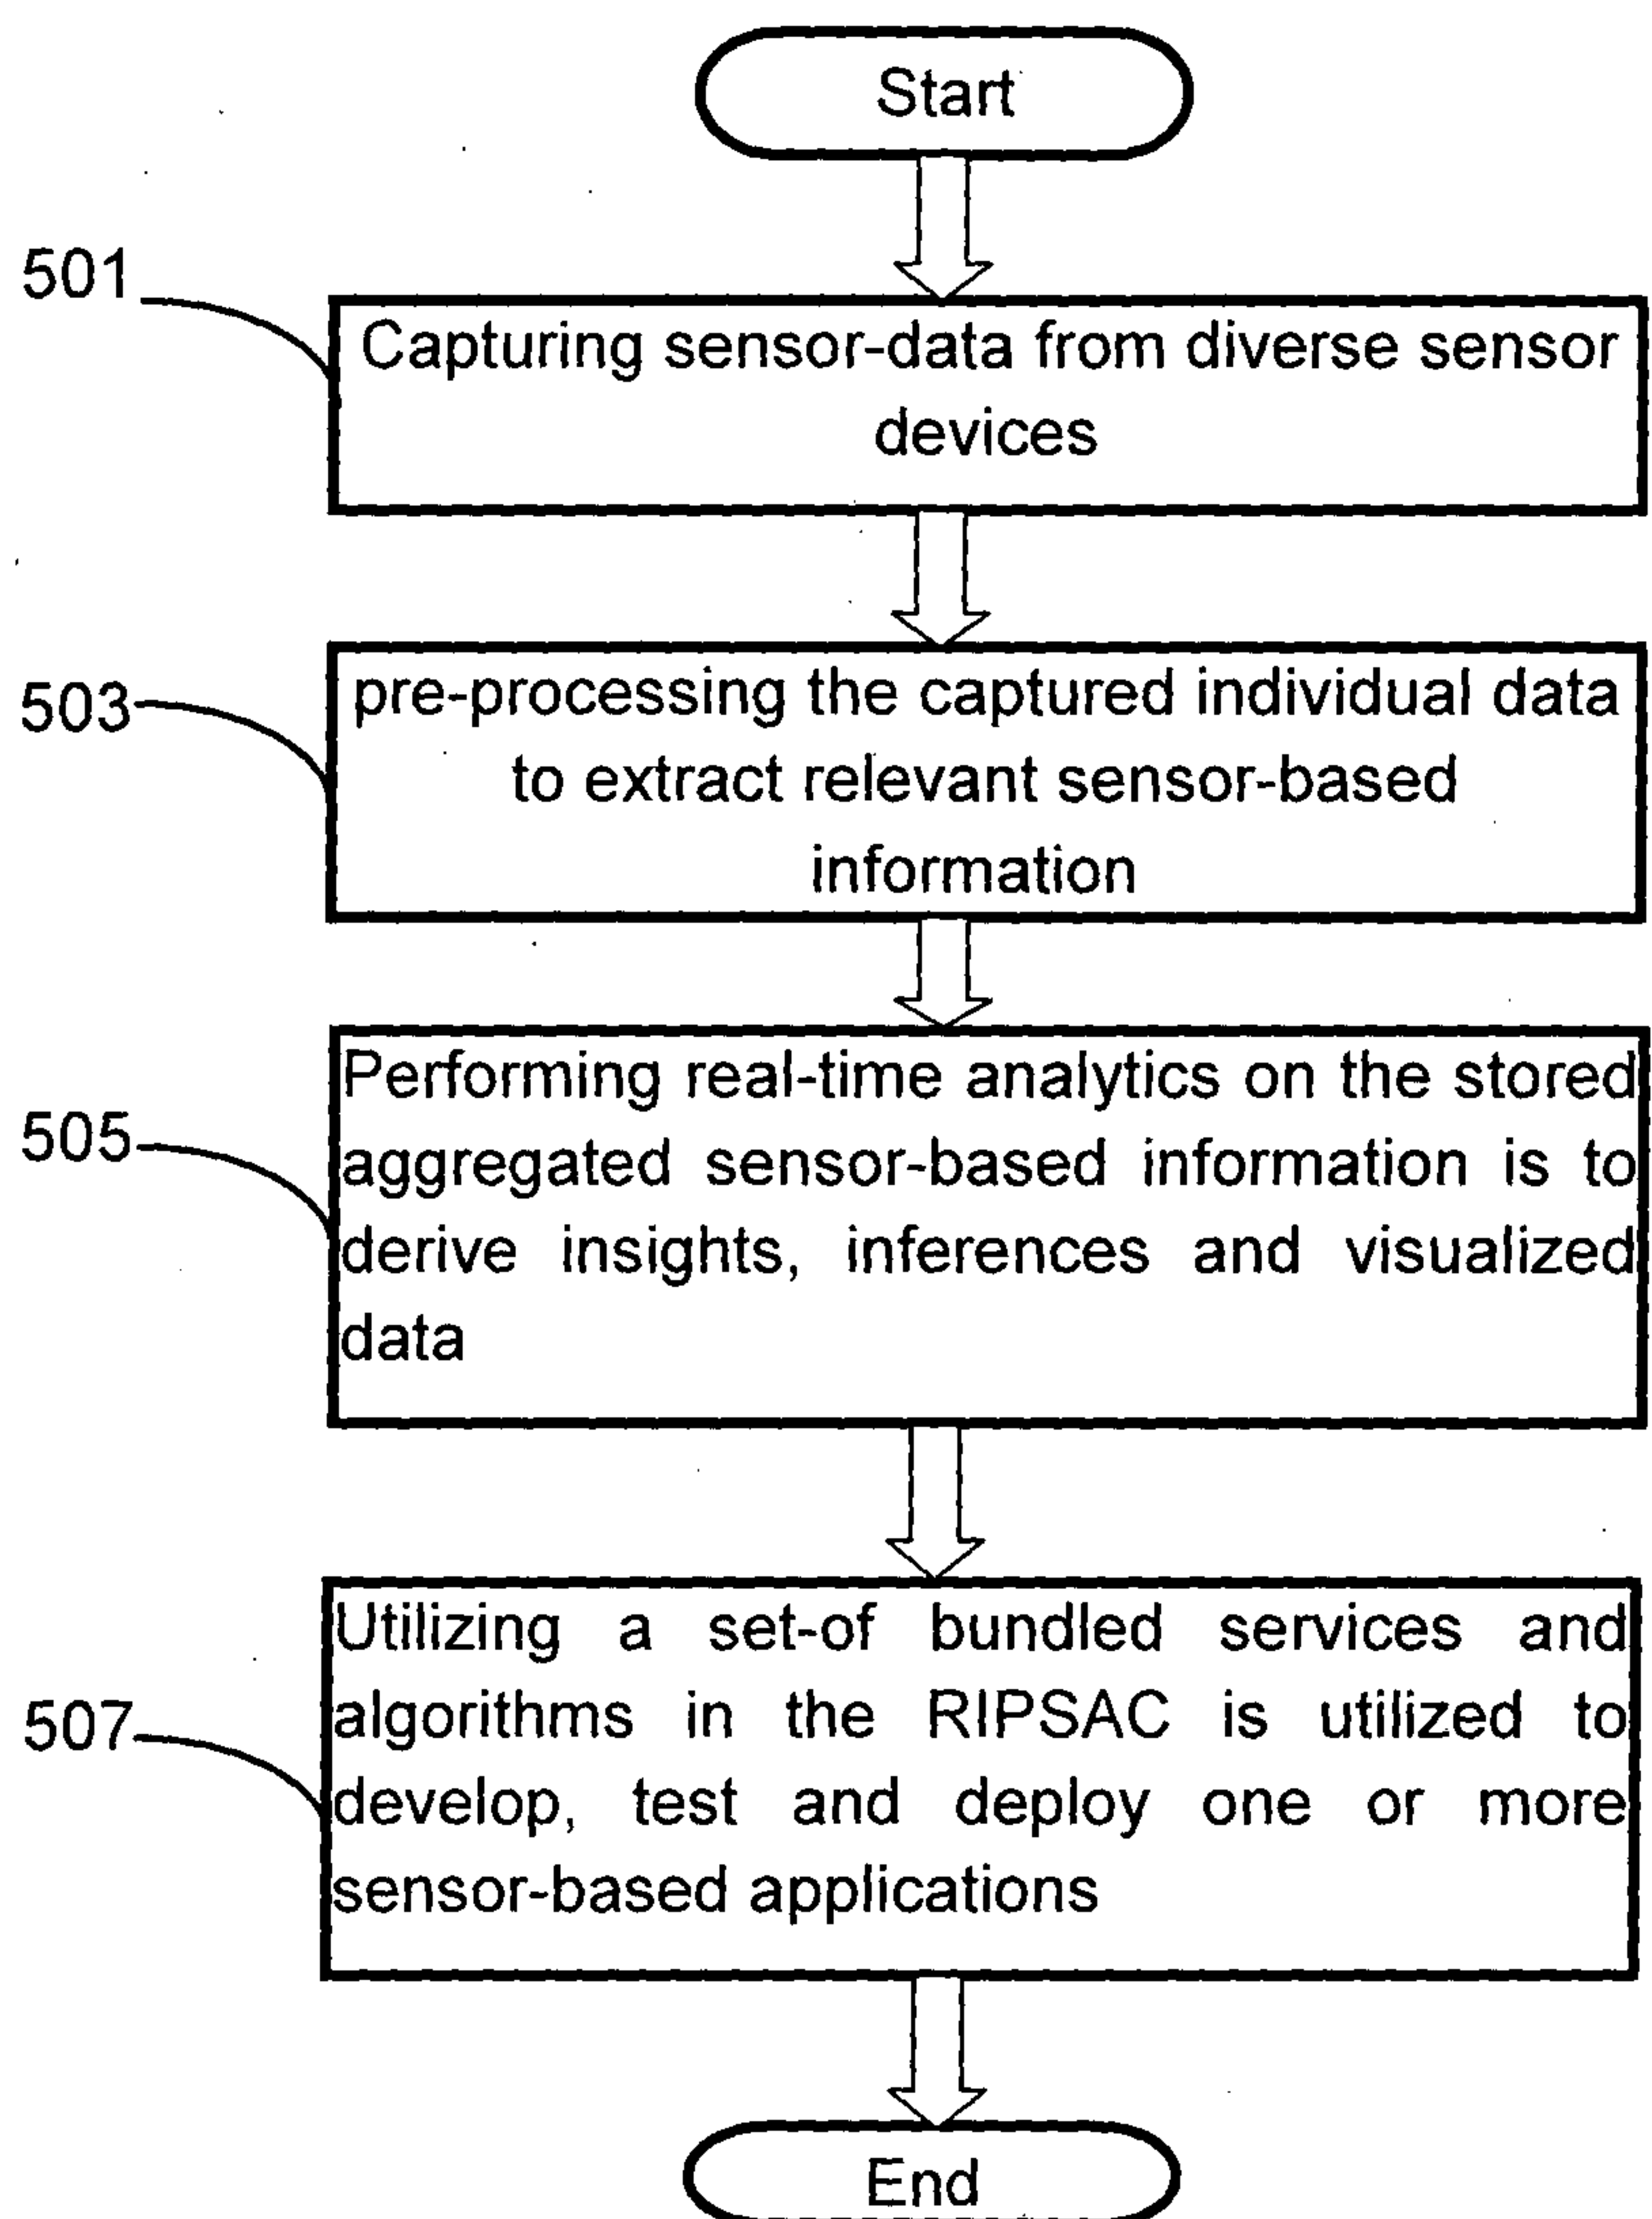 Start
501
Capturing sensor-data from diverse sensor
devices
503
pre-processing the captured individual data
to extract relevant sensor-based
information
505
Performing real-time analytics on the stored
aggregated sensor-based information is to
derive insights, inferences and visualized
data
507
Utilizing a set-of bundled services and
algorithms in the RIPSAC is utilized to
develop, test and deploy one or more
sensor-based applications
End